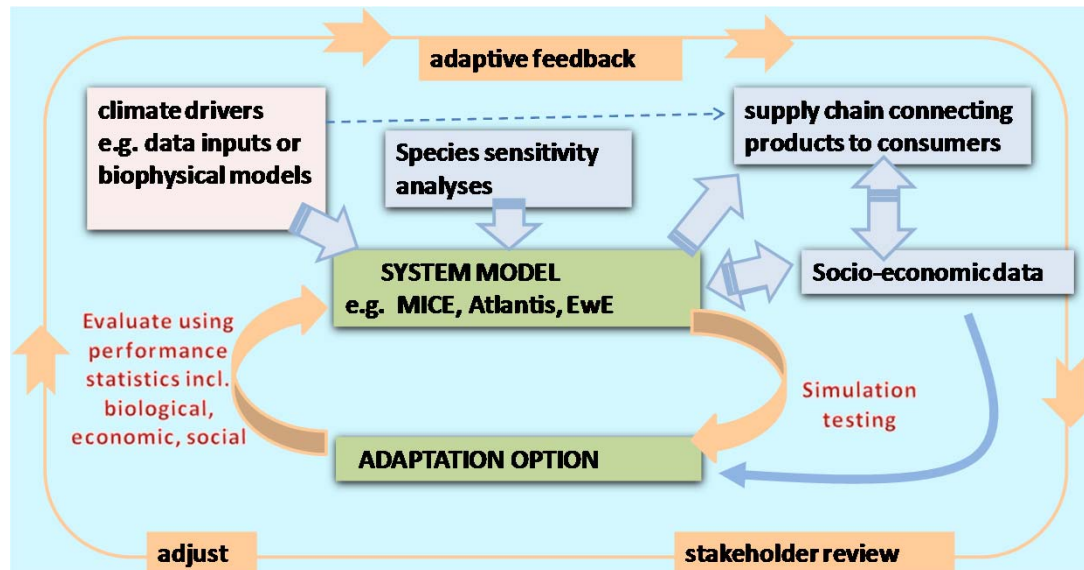 adaptive feedback
climate drivers
e.g. data inputs or
biophysical models
Species sensitivity
analyses
supply chain connecting
products to consumers
SYSTEM MODEL
e.g. MICE, Atlantis, EwE
Socio-economic data
Evaluate using
performance
statistics incl.
biological,
economic, social
Simulation
testing
ADAPTATION OPTION
adjust
stakeholder review